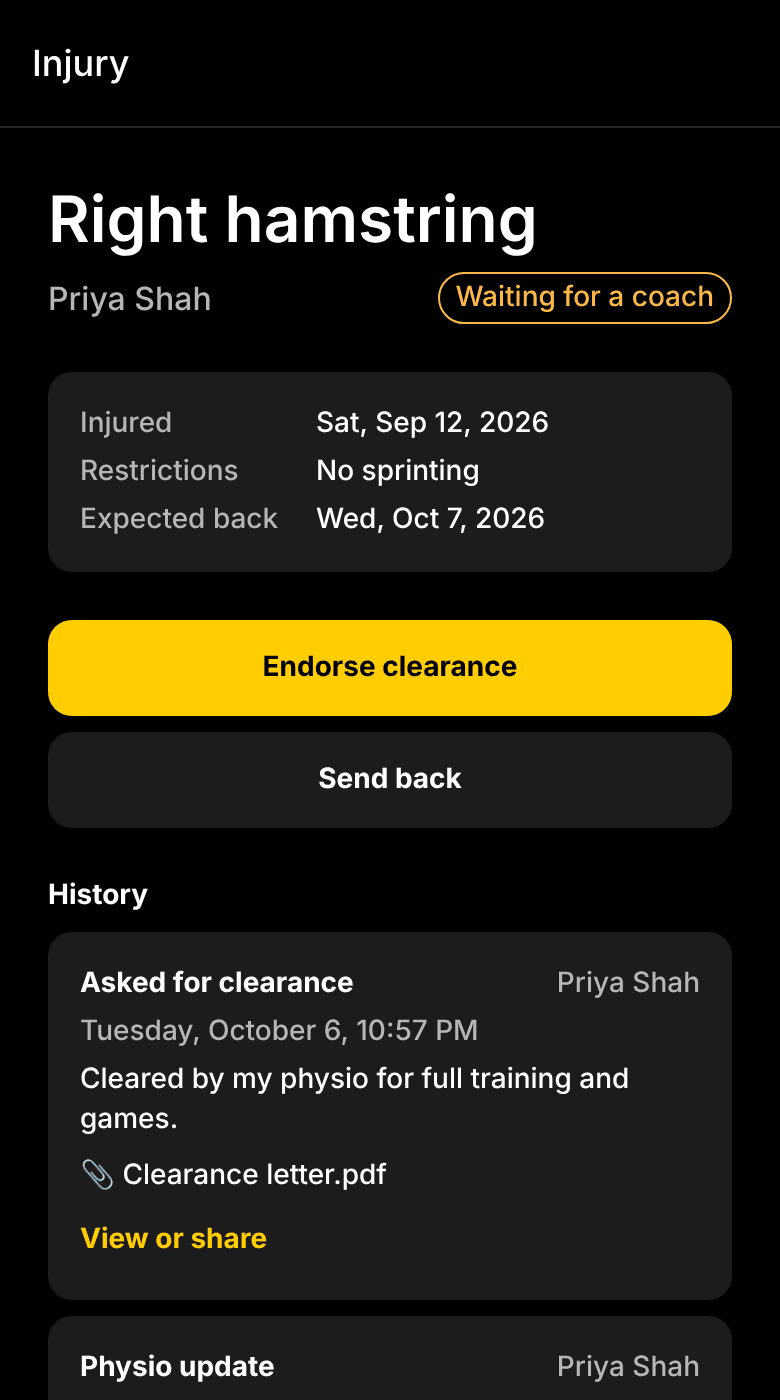 Injury
Right hamstring
Priya Shah
Waiting for a coach
Injured Sat, Sep 12, 2026
Restrictions No sprinting
Expected back Wed, Oct 7, 2026
Endorse clearance
Send back
History
Asked for clearance Priya Shah
Tuesday, October 6, 10:57 PM
Cleared by my physio for full training and
games.
📎 Clearance letter.pdf
View or share
Physio update Priya Shah